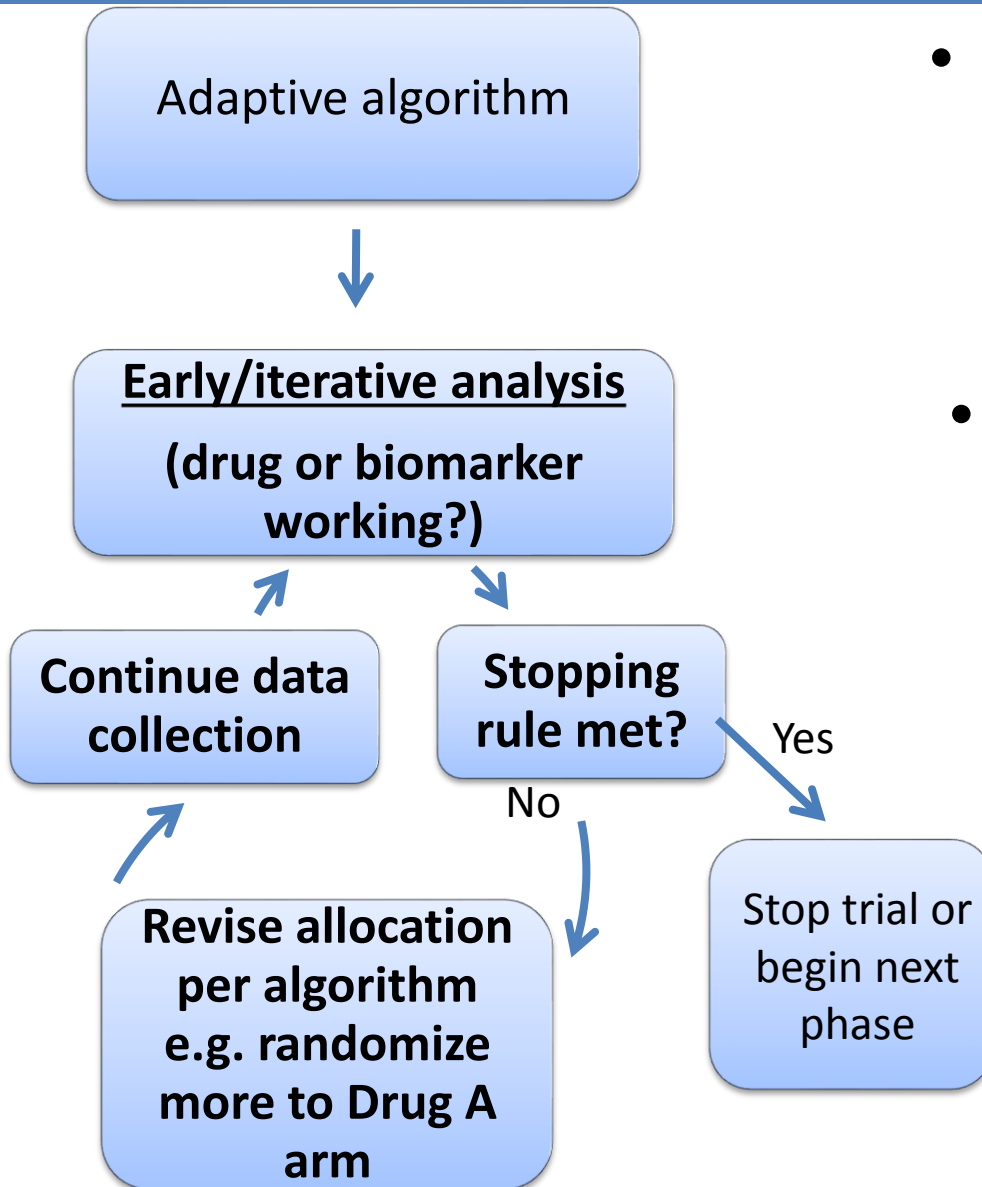 Adaptive algorithm
Early/iterative analysis
(drug or biomarker
working?)
Continue data
collection
Stopping
rule met?
Yes
No
Revise allocation
per algorithm
e.g. randomize
more to Drug A
arm
Stop trial or
begin next
phase